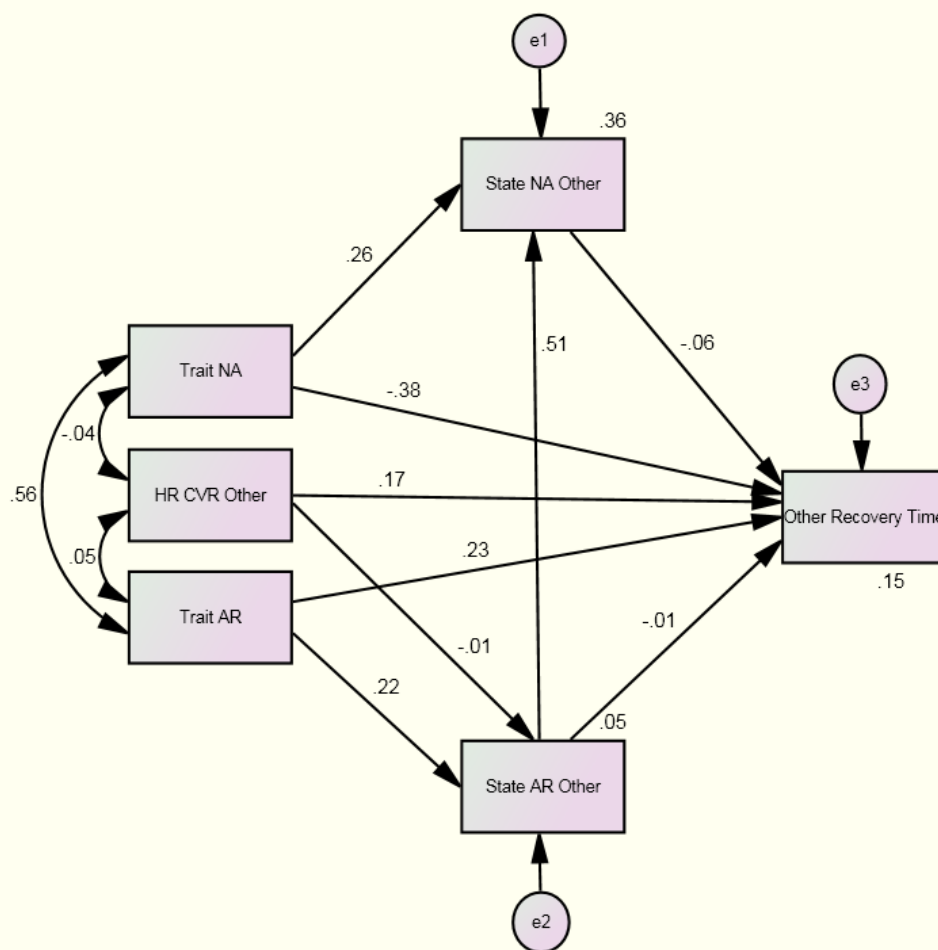 e1
.36
State NA Other
.26
.51
-.06
Trait NA
-.38
e3
-.04
HR CVR Other
.17
.56
Other Recovery Time
.05
.23
.15
Trait AR
-.01
-.01
.22
.05
State AR Other
e2